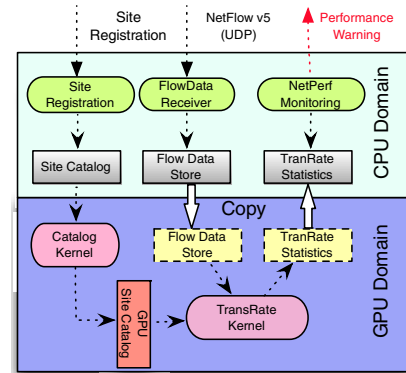 Site
Registration
NetFlow v5
(UDP)
Performance
Warning
Site
Registration
FlowData
Receiver
NetPerf
Monitoring
CPU Domain
Site Catalog
Flow Data
Store
TranRate
Statistics
Copy
Catalog
Kernel
Flow Data
Store
TranRate
Statistics
GPU Domain
GPU
Site Catalog
TransRate
Kernel